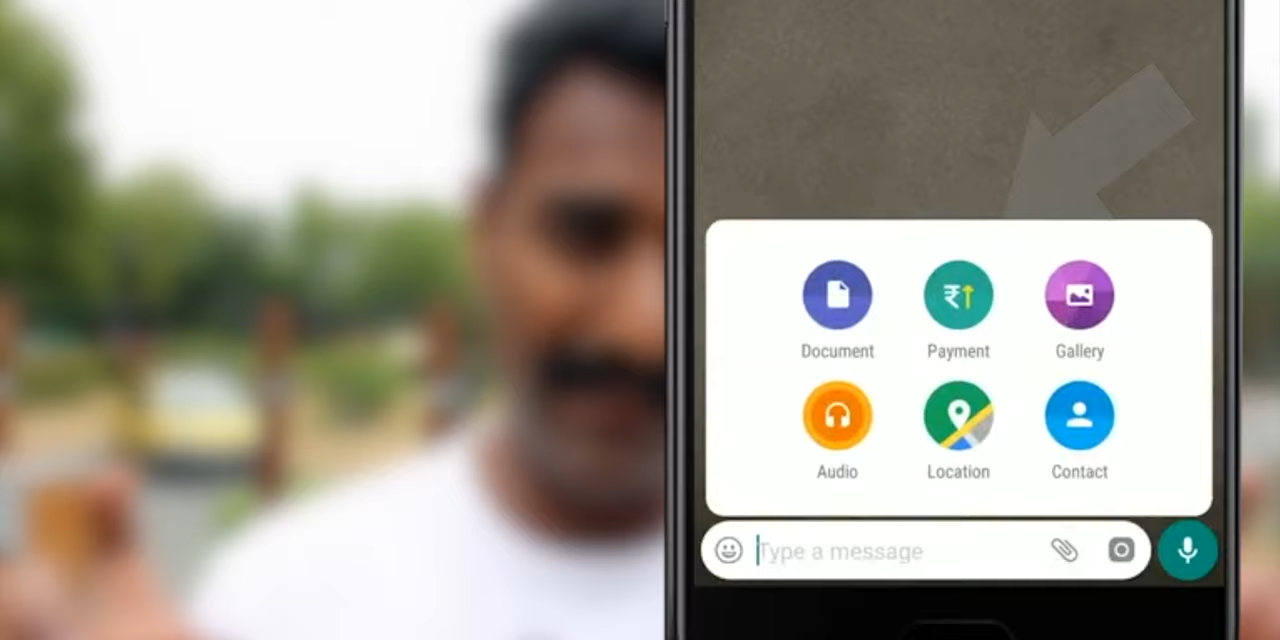 ₹↑
Document
Payment
Gallery
Audio
Location
Contact
Type a message